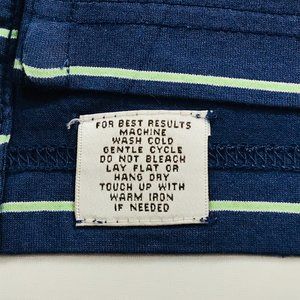 FOR BEST RESULTS
MACHINE
WASH COLD
GENTLE CYCLE
DO NOT BLEACH
LAY FLAT OR
HANG DRY
TOUCH UP WITH
WARM IRON
IF NEEDED